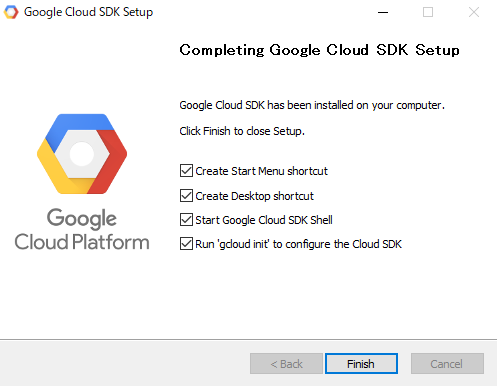 Google Cloud SDK Setup
Completing Google Cloud SDK Setup
Google Cloud SDK has been installed on your computer.
Click Finish to close Setup.
Create Start Menu shortcut
Create Desktop shortcut
Start Google Cloud SDK Shell
Run 'gcloud init' to configure the Cloud SDK
Google
Cloud Platform
< Back
Finish
Cancel